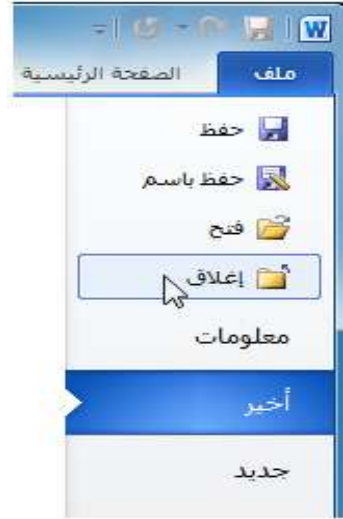 W
ملف الصفحة الرئيسية
حفظ
حفظ باسم
فتح
إغلاق
معلومات
أخير
جديد